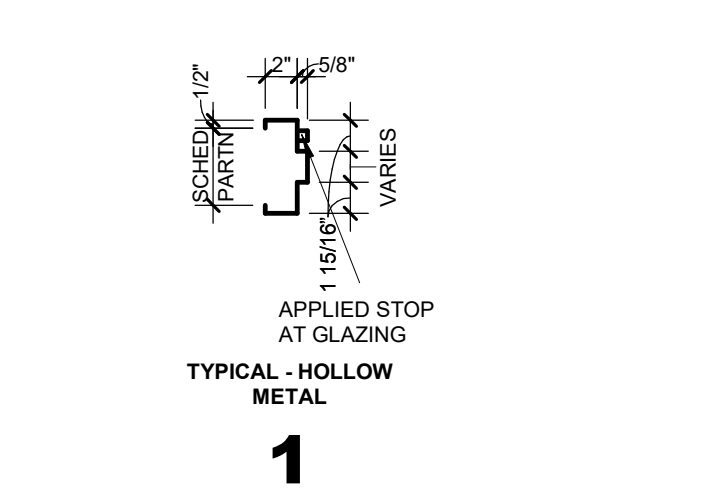 2"
5/8"
1/2"
SCHED
PARTN
VARIES
1 15/16"
APPLIED STOP
AT GLAZING
TYPICAL - HOLLOW
METAL
1